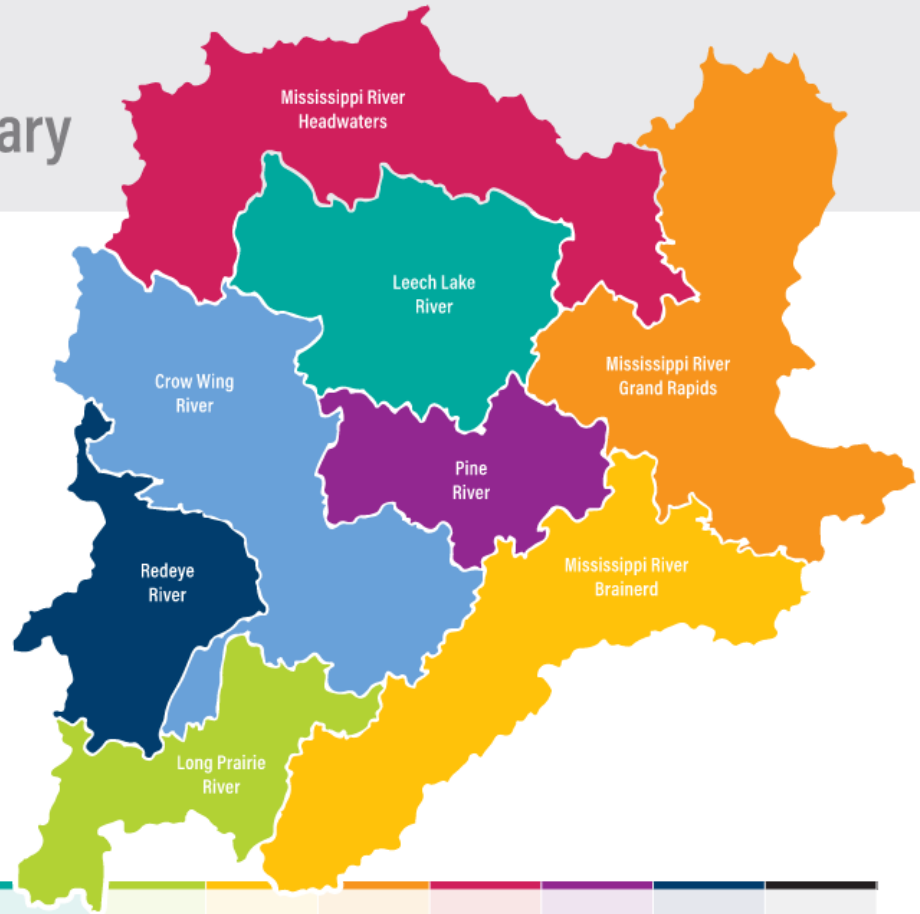 ary
Mississippi River
Headwaters
Leech Lake
River
Mississippi River
Grand Rapids
Crow Wing
River
Pine
River
Redeye
River
Mississippi River
Brainerd
Long Prairie
River